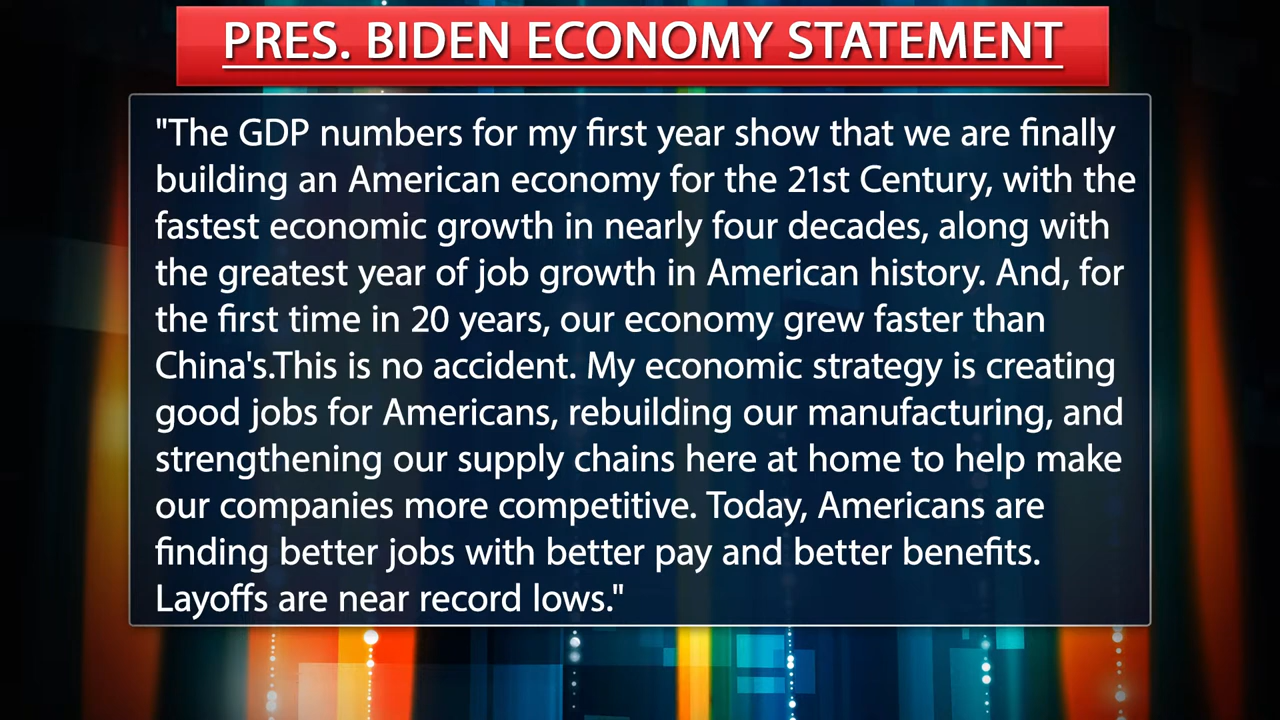 PRES. BIDEN ECONOMY STATEMENT
"The GDP numbers for my first year show that we are finally
building an American economy for the 21st Century, with the
fastest economic growth in nearly four decades, along with
the greatest year of job growth in American history. And, for
the first time in 20 years, our economy grew faster than
China's.This is no accident. My economic strategy is creating
good jobs for Americans, rebuilding our manufacturing, and
strengthening our supply chains here at home to help make
our companies more competitive. Today, Americans are
finding better jobs with better pay and better benefits.
Layoffs are near record lows."